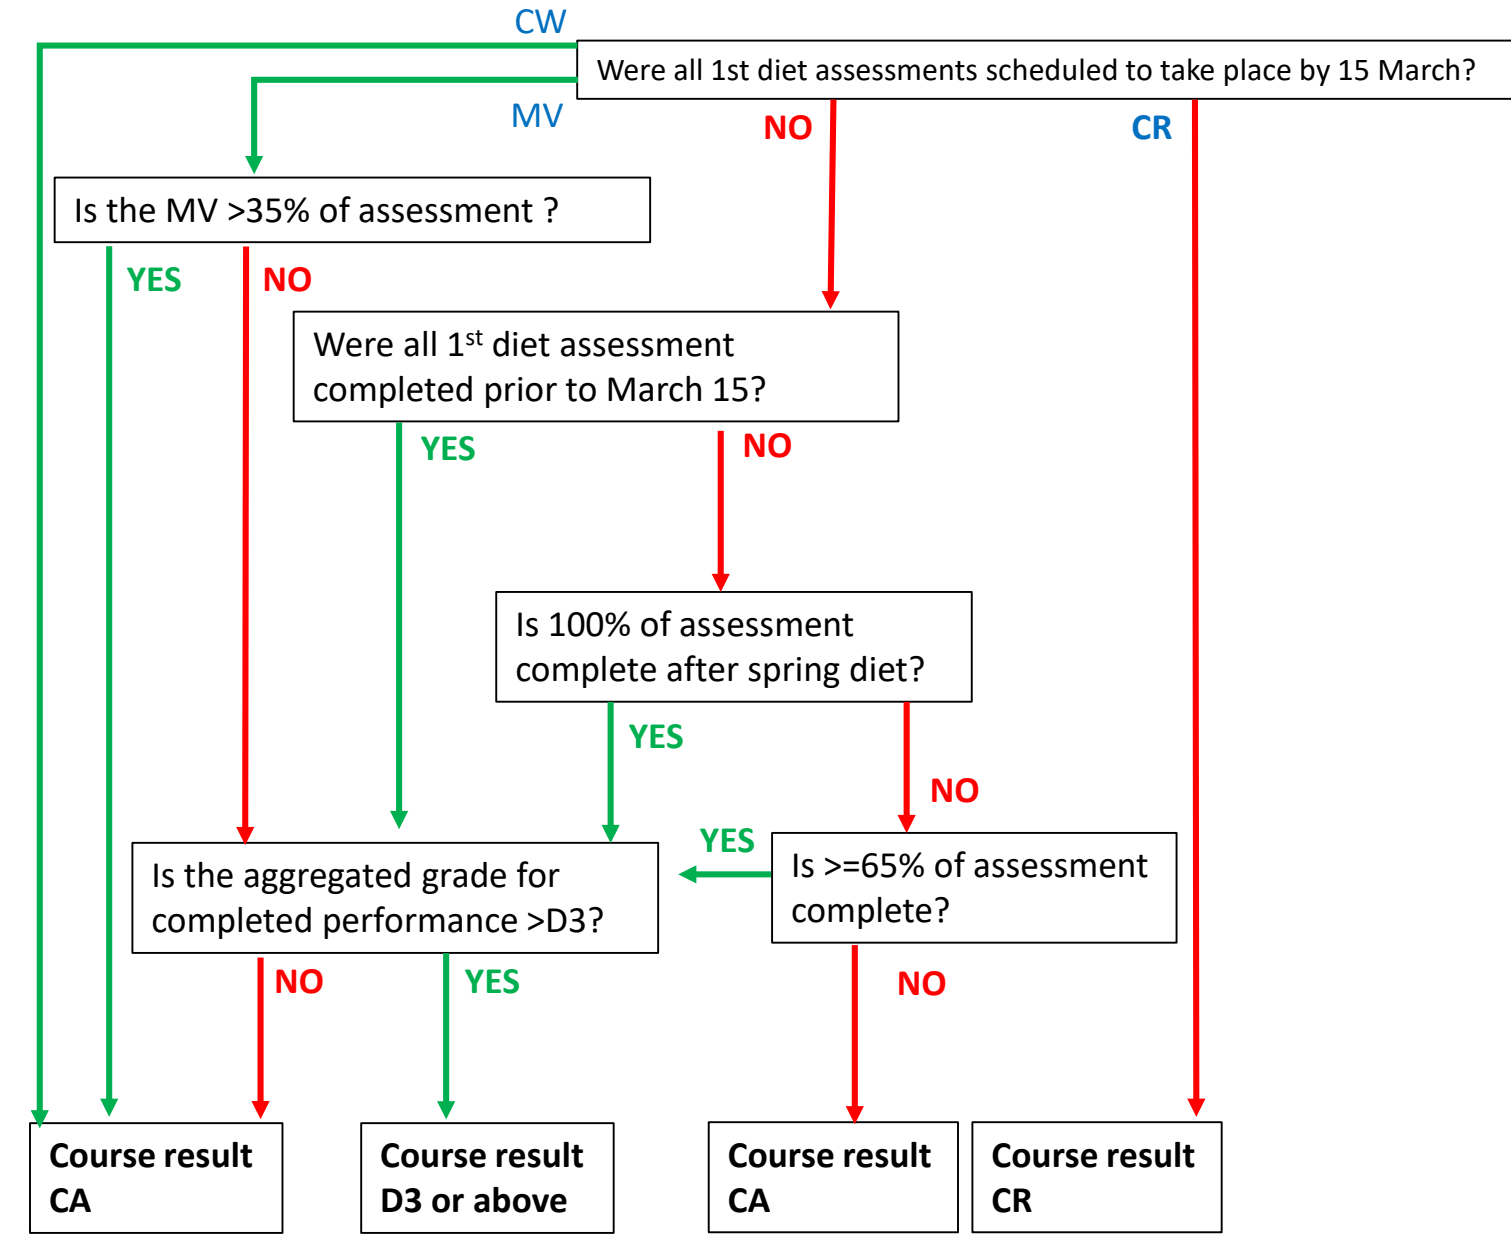 CW
Were all 1st diet assessments scheduled to take place by 15 March?
MV
NO
CR
Is the MV >35% of assessment ?
YES
NO
Were all 1st diet assessment
completed prior to March 15?
YES
NO
Is 100% of assessment
complete after spring diet?
YES
NO
YES
Is >=65% of assessment
complete?
Is the aggregated grade for
completed performance >D3?
NO
YES
NO
Course result
CA
Course result
D3 or above
Course result
CA
Course result
CR